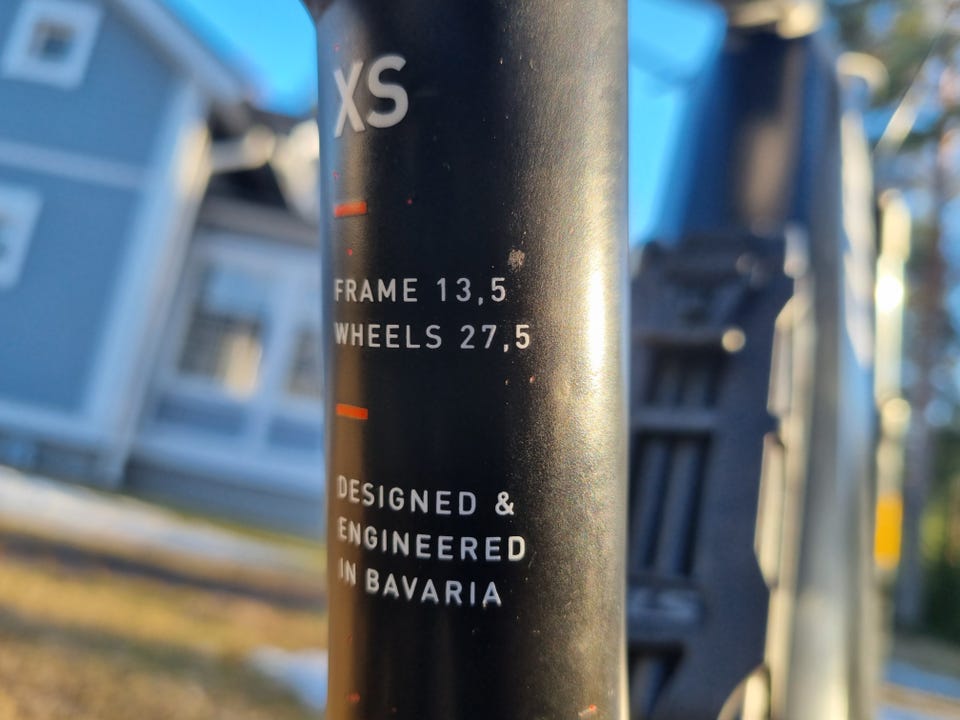 XS
FRAME 13,5
WHEELS 27,5
DESIGNED &
ENGINEERED
IN BAVARIA